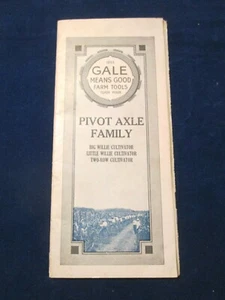 GALE
MEANS GOOD
FARM TOOLS
PIVOT AXLE
FAMILY
BIG WILLIE CULTIVATOR
LITTLE WILLIE CULTIVATOR
TWO-ROW CULTIVATOR